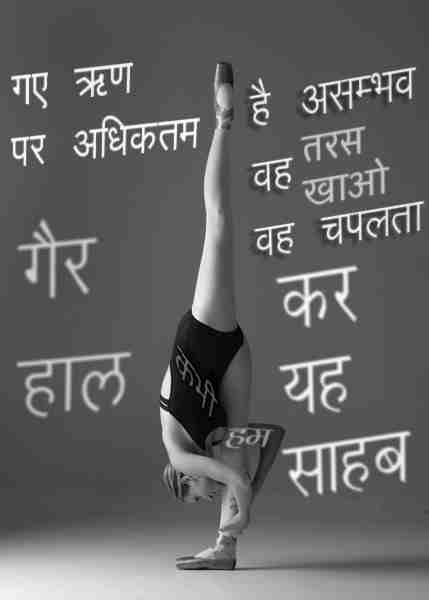 गए ऋण
पर अधिकतम
है असम्भव
वह तरस
खाओ
वह चपलता
गैर
हाल
कर
यह
साहब
कभी
हम